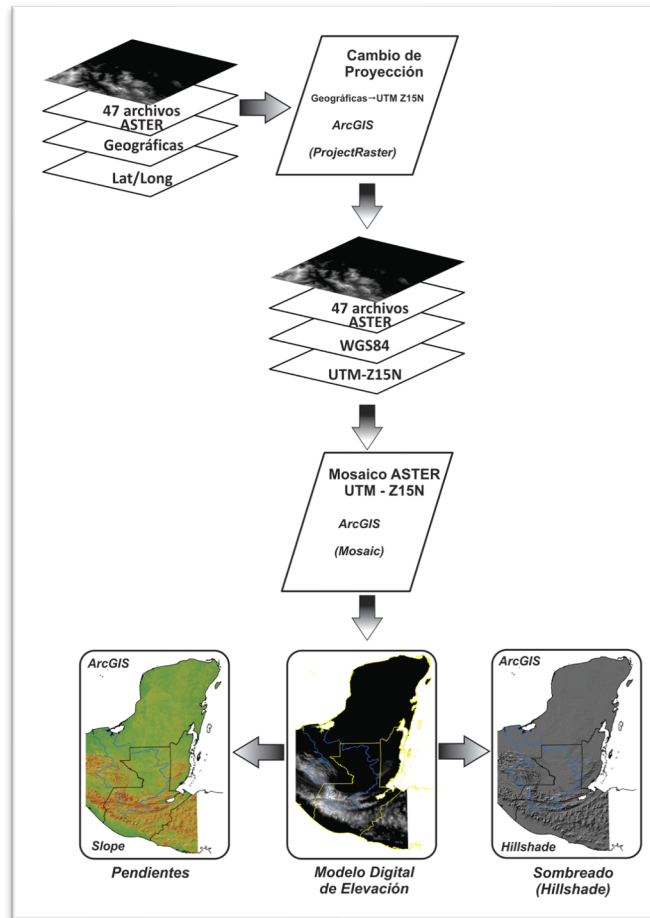 47 archivos
ASTER
Geográficas
Lat/Long
Cambio de
Proyección
Geográficas→UTM Z15N
ArcGIS
(ProjectRaster)
47 archivos
ASTER
WGS84
UTM-Z15N
Mosaico ASTER
UTM - Z15N
ArcGIS
(Mosaic)
ArcGIS
Slope
Pendientes
Modelo Digital
de Elevación
ArcGIS
Hillshade
Sombreado
(Hillshade)